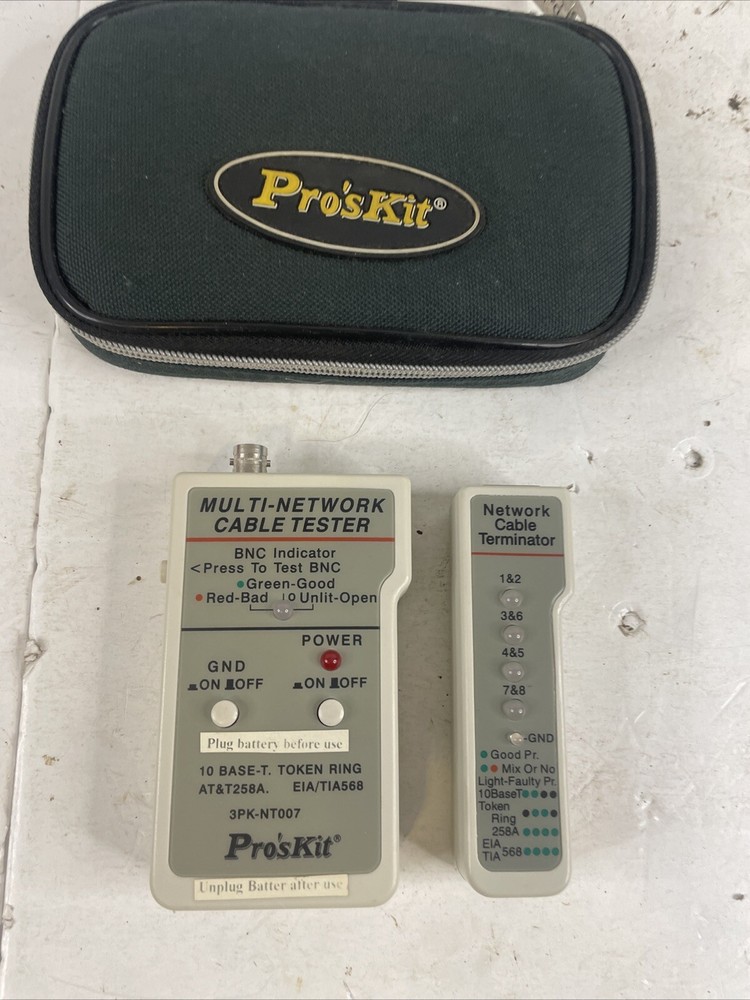 Pro'sKit®
MULTI-NETWORK
CABLE TESTER
BNC Indicator
<Press To Test BNC
Green-Good
Red-Bad Unlit-Open
POWER
GND
ON OFF ON OFF
Plug battery before use
10 BASE-T. TOKEN RING
AT&T258A. EIA/TIA568
3PK-NT007
Pro'sKit®
Unplug Batter after use
Network
Cable
Terminator
1&2
3&6
4&5
7&8
-GND
Good Pr.
Mix Or No
Light-Faulty Pr.
10BaseT
Token
Ring
258A
EIA
TIA 568